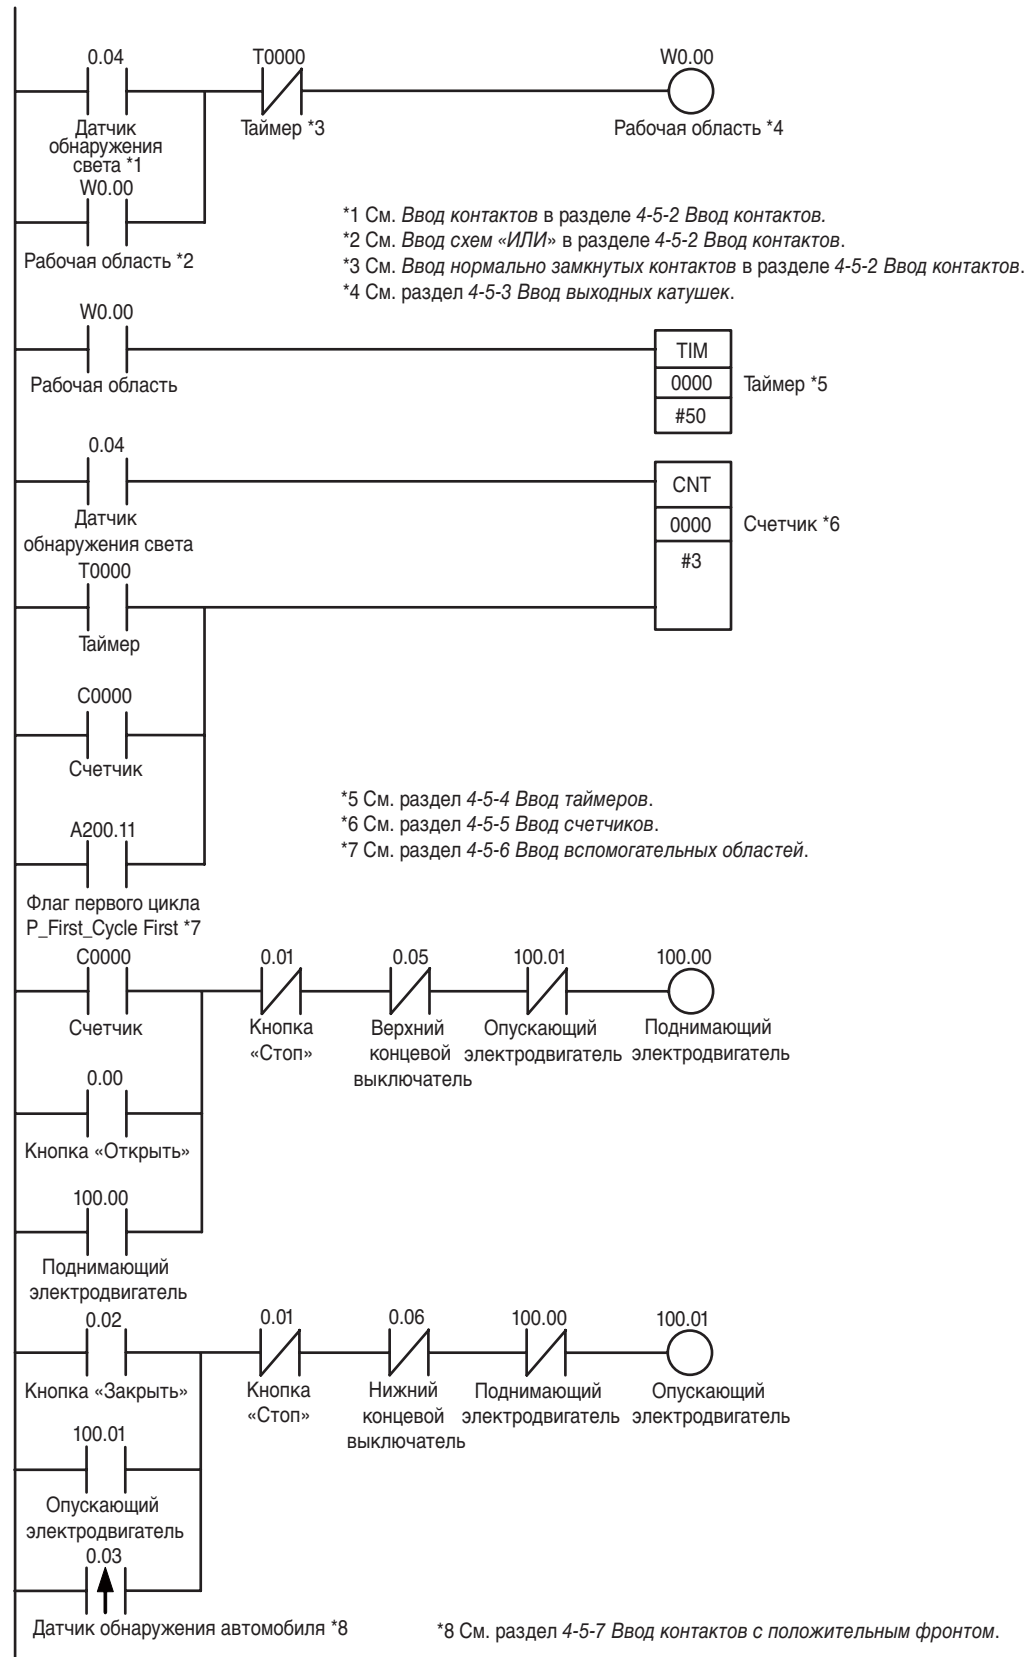 0.04 T0000 W0.00
Датчик обнаружения света *1
Таймер *3
Рабочая область *4
W0.00
Рабочая область *2
*1 См. Ввод контактов в разделе 4-5-2 Ввод контактов.
*2 См. Ввод схем «ИЛИ» в разделе 4-5-2 Ввод контактов.
*3 См. Ввод нормально замкнутых контактов в разделе 4-5-2 Ввод контактов.
*4 См. раздел 4-5-3 Ввод выходных катушек.
W0.00
Рабочая область
TIM
0000
#50
Таймер *5
0.04
Датчик
обнаружения света
CNT
0000
#3
Счетчик *6
T0000
Таймер
C0000
Счетчик
A200.11
Флаг первого цикла
P_First_Cycle First *7
*5 См. раздел 4-5-4 Ввод таймеров.
*6 См. раздел 4-5-5 Ввод счетчиков.
*7 См. раздел 4-5-6 Ввод вспомогательных областей.
C0000 0.01 0.05 100.01 100.00
Счетчик
Кнопка
«Стоп»
Верхний
концевой
выключатель
Опускающий
электродвигатель
Поднимающий
электродвигатель
0.00
Кнопка «Открыть»
100.00
Поднимающий
электродвигатель
0.02 0.01 0.06 100.00 100.01
Кнопка «Закрыть»
Кнопка
«Стоп»
Нижний
концевой
выключатель
Поднимающий
электродвигатель
Опускающий
электродвигатель
100.01
Опускающий
электродвигатель
0.03
Датчик обнаружения автомобиля *8
*8 См. раздел 4-5-7 Ввод контактов с положительным фронтом.